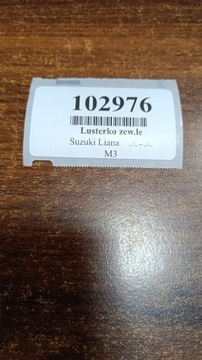 102976
Lusterko zew.le
Suzuki Liana
M3